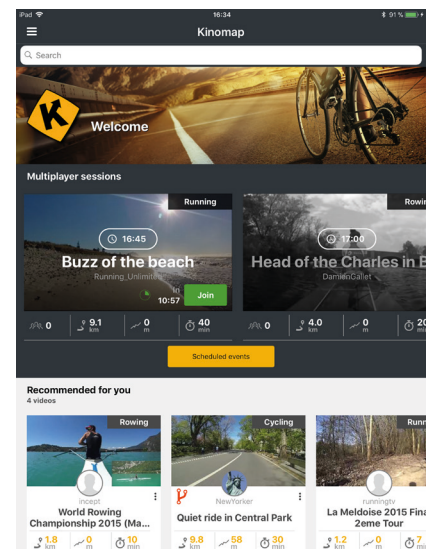 iPad 16:34 91 %
Kinomap
Search
K
Welcome
Multiplayer sessions
Running
16:45
Buzz of the beach
Running_Unlimited
in
10:57
Join
0 9.1 km 0 m 40 min
Rowin
17:00
Head of the Charles in B
DamienGallet
0 4.0 km 0 m 20 min
Scheduled events
Recommended for you
4 videos
Rowing
incept
World Rowing
Championship 2015 (Ma...
1.8 km 0 m 10 min
Cycling
NewYorker
Quiet ride in Central Park
9.8 km 58 m 30 min
Runn
runningtv
La Meldoise 2015 Fina
2eme Tour
1.2 km 0 m 7 min